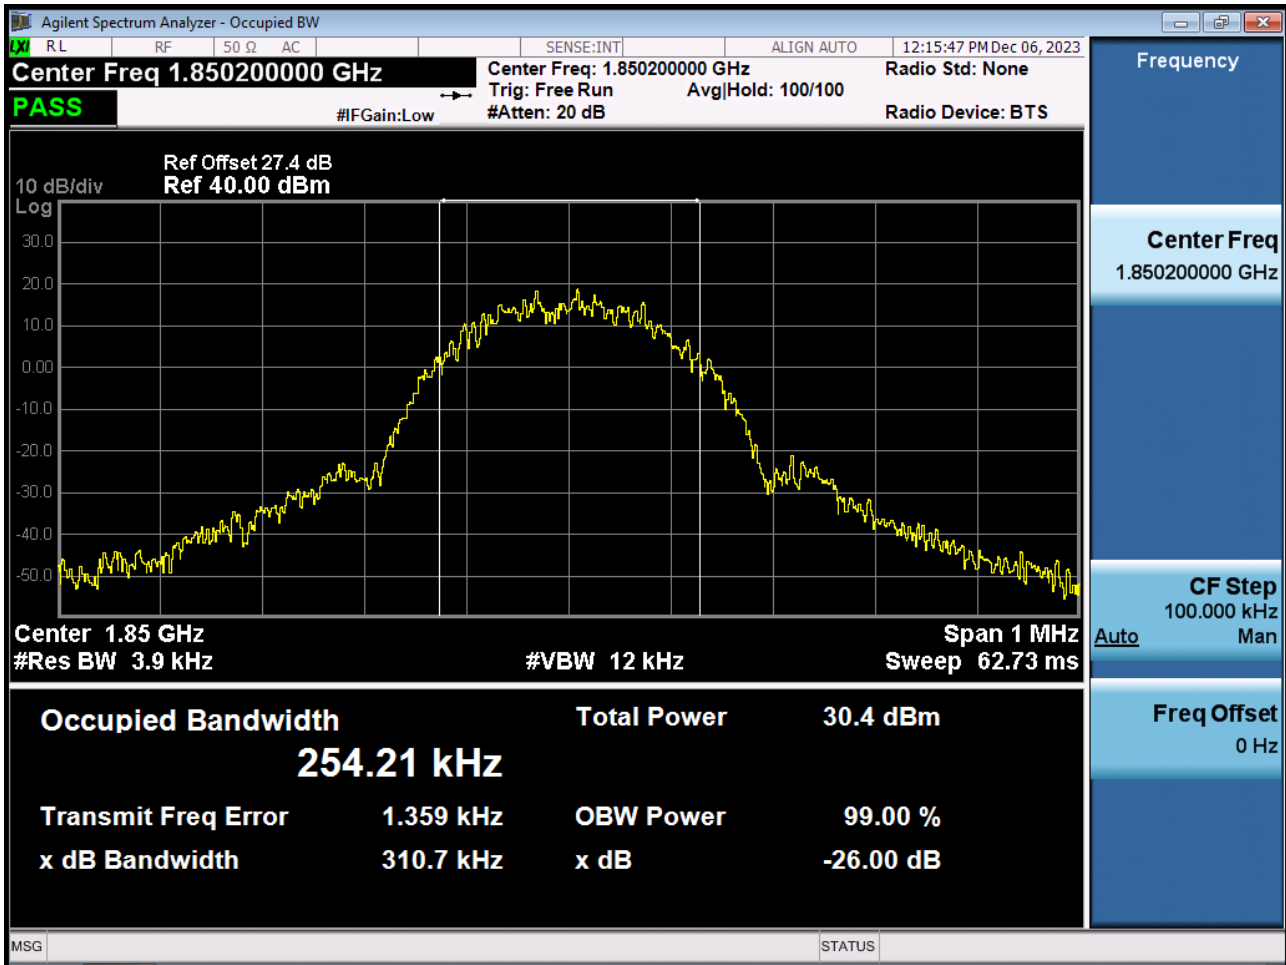 Agilent Spectrum Analyzer - Occupied BW
LXI RL RF 50 Ω AC SENSE:INT ALIGN AUTO 12:15:47 PM Dec 06, 2023
Center Freq 1.850200000 GHz
Center Freq: 1.850200000 GHz Radio Std: None
Trig: Free Run Avg|Hold: 100/100
PASS
#IFGain:Low #Atten: 20 dB Radio Device: BTS
Ref Offset 27.4 dB
10 dB/div Ref 40.00 dBm
Log
30.0
20.0
10.0
0.00
-10.0
-20.0
-30.0
-40.0
-50.0
Center 1.85 GHz Span 1 MHz
#Res BW 3.9 kHz #VBW 12 kHz Sweep 62.73 ms
Occupied Bandwidth Total Power 30.4 dBm
254.21 kHz
Transmit Freq Error 1.359 kHz OBW Power 99.00 %
x dB Bandwidth 310.7 kHz x dB -26.00 dB
MSG STATUS
Frequency
Center Freq
1.850200000 GHz
CF Step
100.000 kHz
Auto Man
Freq Offset
0 Hz